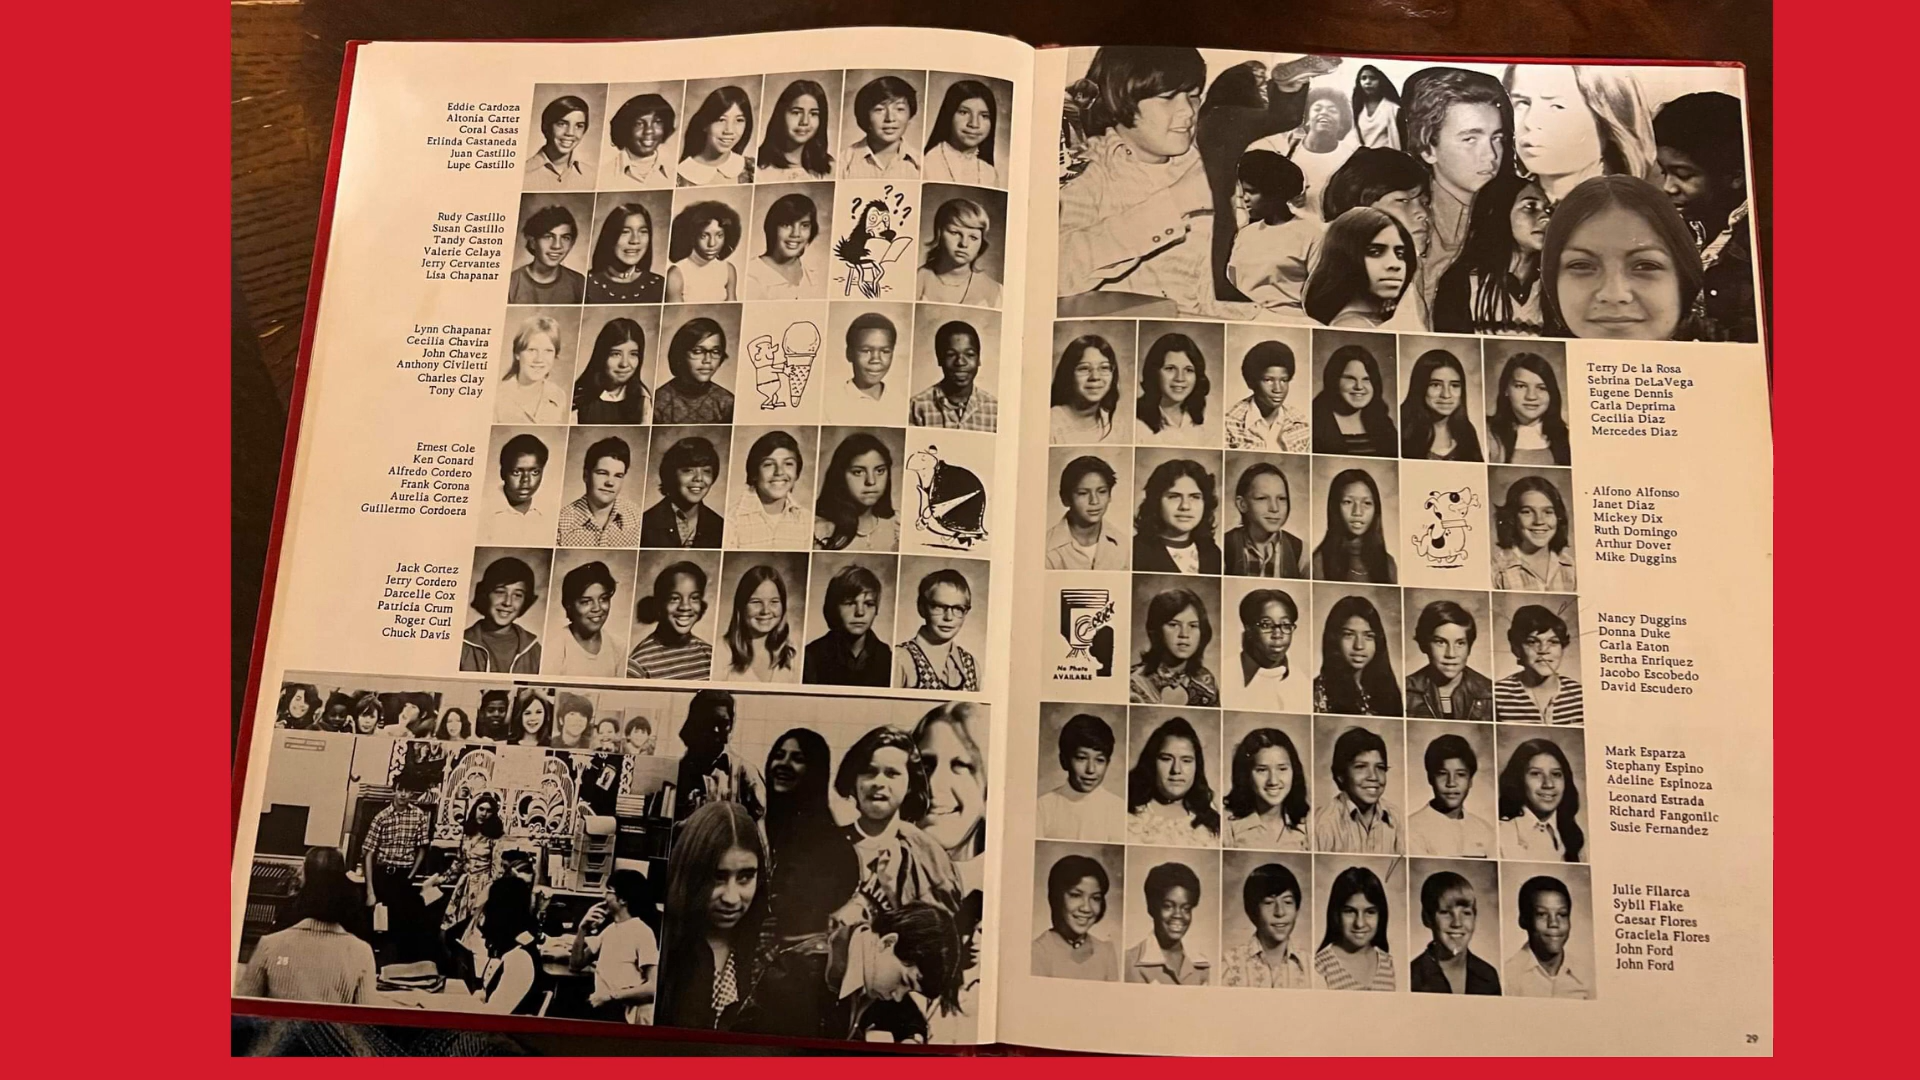 Eddie Cardoza
Altonia Carter
Coral Casas
Erlinda Castaneda
Juan Castillo
Lupe Castillo
Rudy Castillo
Susan Castillo
Tandy Caston
Valerie Celaya
Jerry Cervantes
Lisa Chapanar
? ? ? ? ?
Lynn Chapanar
Cecilia Chavira
John Chavez
Anthony Civiletti
Charles Clay
Tony Clay
Ernest Cole
Ken Conard
Alfredo Cordero
Frank Corona
Aurelia Cortez
Guillermo Cordoera
Jack Cortez
Jerry Cordero
Darcelle Cox
Patricia Crum
Roger Curl
Chuck Davis
28
Terry De la Rosa
Sebrina DeLaVega
Eugene Dennis
Carla Deprima
Cecilia Diaz
Mercedes Diaz
Alfono Alfonso
Janet Diaz
Mickey Dix
Ruth Domingo
Arthur Dover
Mike Duggins
CRACK
No Photo
AVAILABLE
Nancy Duggins
Donna Duke
Carla Eaton
Bertha Enriquez
Jacobo Escobedo
David Escudero
Mark Esparza
Stephany Espino
Adeline Espinoza
Leonard Estrada
Richard Fangonilc
Susie Fernandez
Julie Filarca
Sybil Flake
Caesar Flores
Graciela Flores
John Ford
John Ford
29